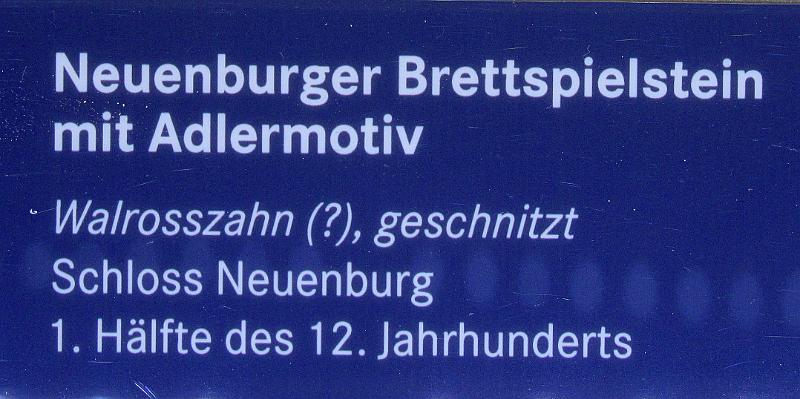 Neuenburger Brettspielstein
mit Adlermotiv
Walrosszahn (?), geschnitzt
Schloss Neuenburg
1. Hälfte des 12. Jahrhunderts